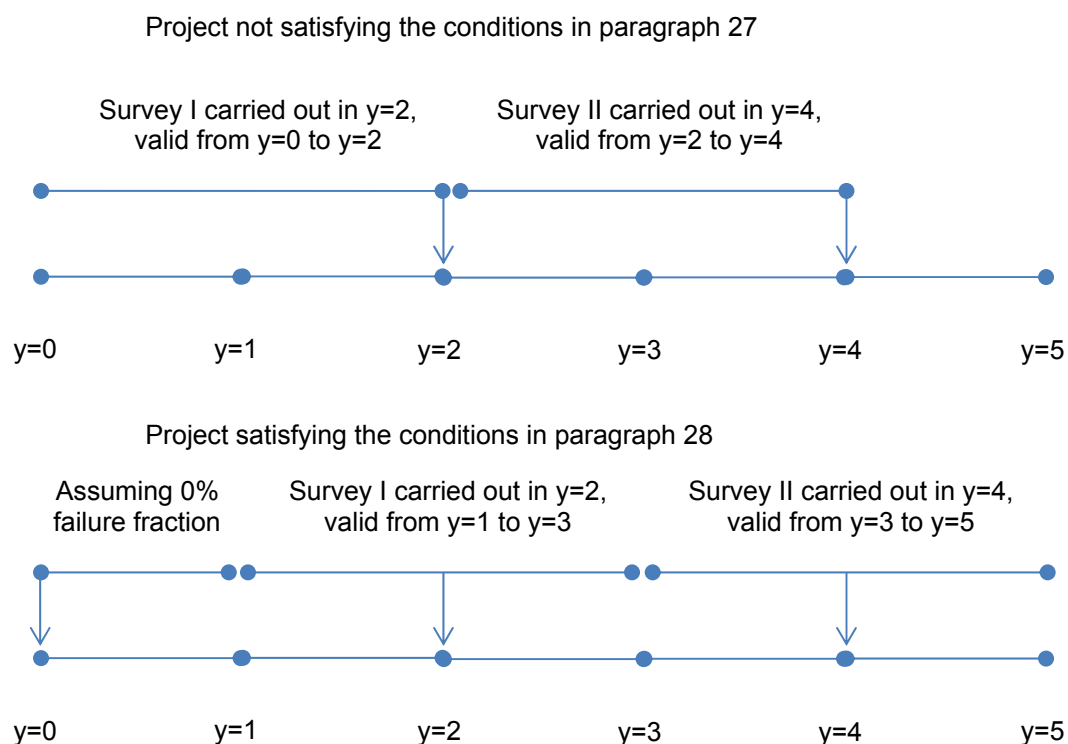 Project not satisfying the conditions in paragraph 27
Survey I carried out in y=2,
valid from y=0 to y=2
Survey II carried out in y=4,
valid from y=2 to y=4
y=0
y=1
y=2
y=3
y=4
y=5
Project satisfying the conditions in paragraph 28
Assuming 0%
failure fraction
Survey I carried out in y=2,
valid from y=1 to y=3
Survey II carried out in y=4,
valid from y=3 to y=5
y=0
y=1
y=2
y=3
y=4
y=5